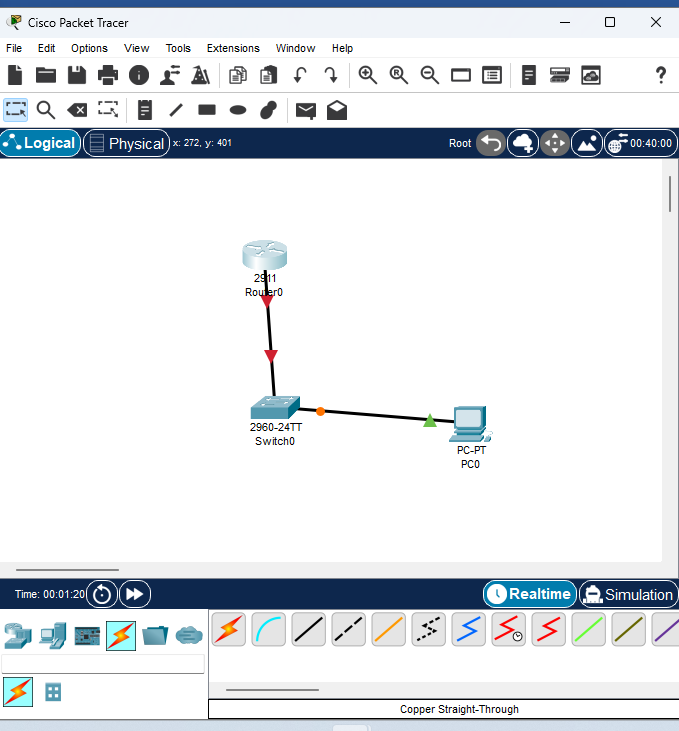 Cisco Packet Tracer
File Edit Options View Tools Extensions Window Help
?
Logical Physical x: 272, y: 401 Root 00:40:00
2911
Router0
2960-24TT
Switch0
PC-PT
PC0
Time: 00:01:20 Realtime Simulation
Copper Straight-Through